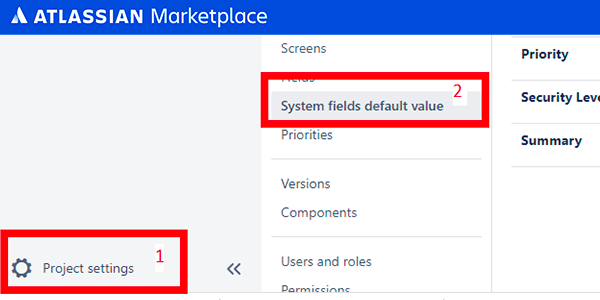 ATLASSIAN Marketplace
Screens
Fields
System fields default value
2
Priorities
Versions
Components
Users and roles
Permissions
Project settings
1
Priority
Security Leve
Summary